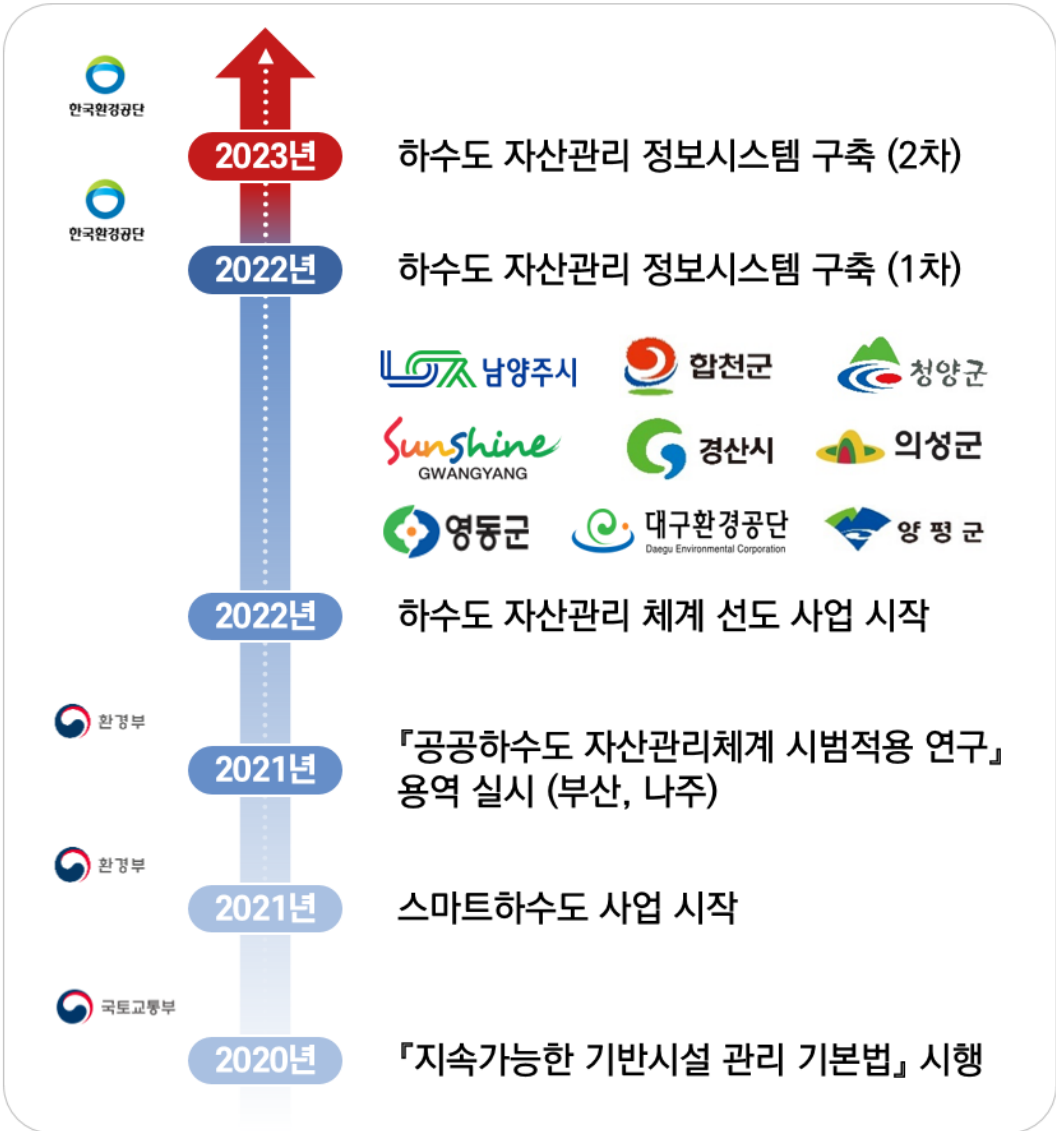 한국환경공단
2023년
하수도 자산관리 정보시스템 구축 (2차)
한국환경공단
2022년
하수도 자산관리 정보시스템 구축 (1차)
남양주시
합천군
청양군
Sunshine
GWANGYANG
경산시
의성군
영동군
대구환경공단
Daegu Environmental Corporation
양평군
2022년
하수도 자산관리 체계 선도 사업 시작
환경부
2021년
『공공하수도 자산관리체계 시범적용 연구』
용역 실시 (부산, 나주)
환경부
2021년
스마트하수도 사업 시작
국토교통부
2020년
『지속가능한 기반시설 관리 기본법』 시행